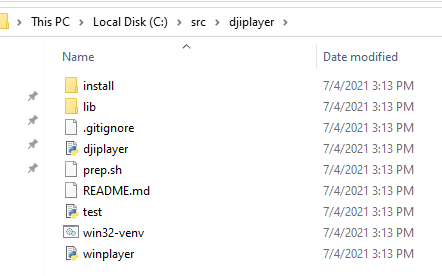 This PC > Local Disk (C:) > src > djiplayer
Name Date modified
install 7/4/2021 3:13 PM
lib 7/4/2021 3:13 PM
.gitignore 7/4/2021 3:13 PM
djiplayer 7/4/2021 3:13 PM
prep.sh 7/4/2021 3:13 PM
README.md 7/4/2021 3:13 PM
test 7/4/2021 3:13 PM
win32-venv 7/4/2021 3:13 PM
winplayer 7/4/2021 3:13 PM